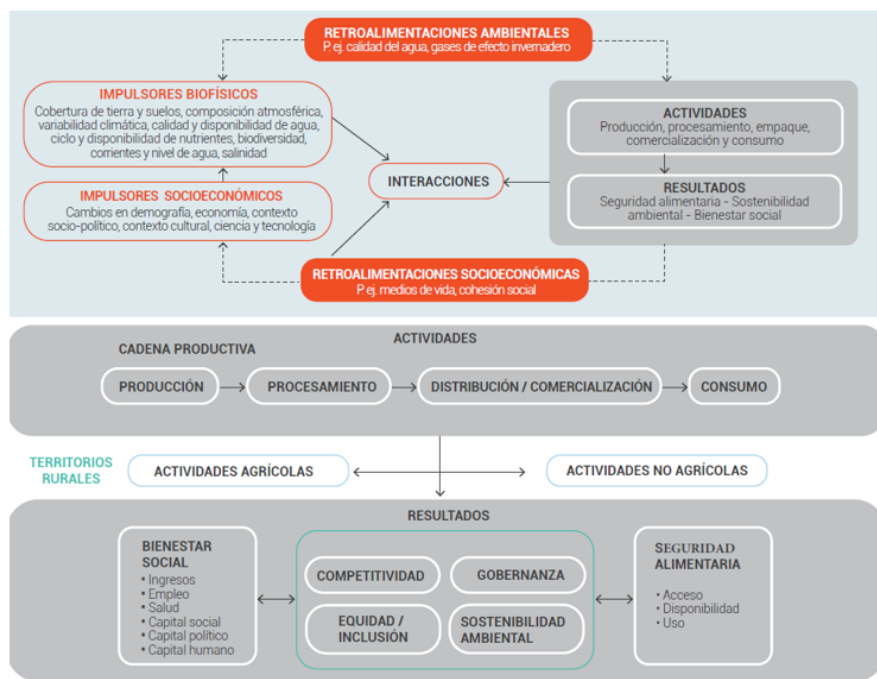 RETROALIMENTACIONES AMBIENTALES
P. ej. calidad del agua, gases de efecto invernadero
IMPULSORES BIOFÍSICOS
Cobertura de tierra y suelos, composición atmosférica,
variabilidad climática, calidad y disponibilidad de agua,
ciclo y disponibilidad de nutrientes, biodiversidad,
corrientes y nivel de agua, salinidad
IMPULSORES SOCIOECONÓMICOS
Cambios en demografía, economía, contexto
socio-político, contexto cultural, ciencia y tecnología
INTERACCIONES
ACTIVIDADES
Producción, procesamiento, empaque,
comercialización y consumo
RESULTADOS
Seguridad alimentaria - Sostenibilidad
ambiental - Bienestar social
RETROALIMENTACIONES SOCIOECONÓMICAS
P. ej. medios de vida, cohesión social
ACTIVIDADES
CADENA PRODUCTIVA
PRODUCCIÓN
PROCESAMIENTO
DISTRIBUCIÓN / COMERCIALIZACIÓN
CONSUMO
TERRITORIOS
RURALES
ACTIVIDADES AGRÍCOLAS
ACTIVIDADES NO AGRÍCOLAS
RESULTADOS
BIENESTAR
SOCIAL
• Ingresos
• Empleo
• Salud
• Capital social
• Capital político
• Capital humano
COMPETITIVIDAD
GOBERNANZA
EQUIDAD /
INCLUSIÓN
SOSTENIBILIDAD
AMBIENTAL
SEGURIDAD
ALIMENTARIA
• Acceso
• Disponibilidad
• Uso